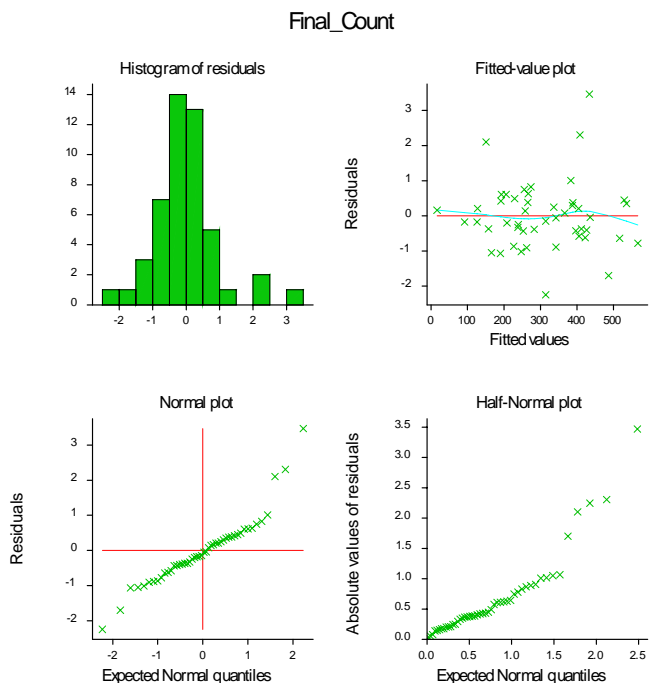 Final_Count
Histogram of residuals
14
12
10
8
6
4
2
0
-2 -1 0 1 2 3
Fitted-value plot
Residuals
3
2
1
0
-1
-2
0 100 200 300 400 500
Fitted values
Normal plot
Residuals
3
2
1
0
-1
-2
-2 -1 0 1 2
Expected Normal quantiles
Half-Normal plot
Absolute values of residuals
3.5
3.0
2.5
2.0
1.5
1.0
0.5
0.0
0.0 0.5 1.0 1.5 2.0 2.5
Expected Normal quantiles